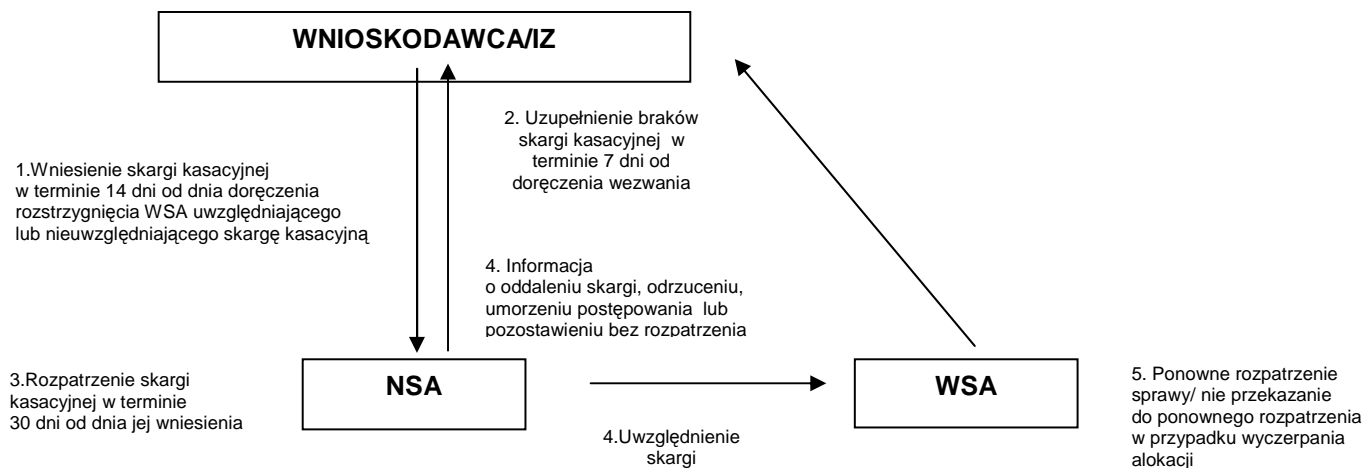 WNIOSKODAWCA/IZ
1.Wniesienie skargi kasacyjnej
w terminie 14 dni od dnia doręczenia
rozstrzygnięcia WSA uwzględniającego
lub nieuwzględniającego skargę kasacyjną
2. Uzupełnienie braków
skargi kasacyjnej w
terminie 7 dni od
doręczenia wezwania
4. Informacja
o oddaleniu skargi, odrzuceniu,
umorzeniu postępowania lub
pozostawieniu bez rozpatrzenia
3.Rozpatrzenie skargi
kasacyjnej w terminie
30 dni od dnia jej wniesienia
NSA
4.Uwzględnienie
skargi
WSA
5. Ponowne rozpatrzenie
sprawy/ nie przekazanie
do ponownego rozpatrzenia
w przypadku wyczerpania
alokacji